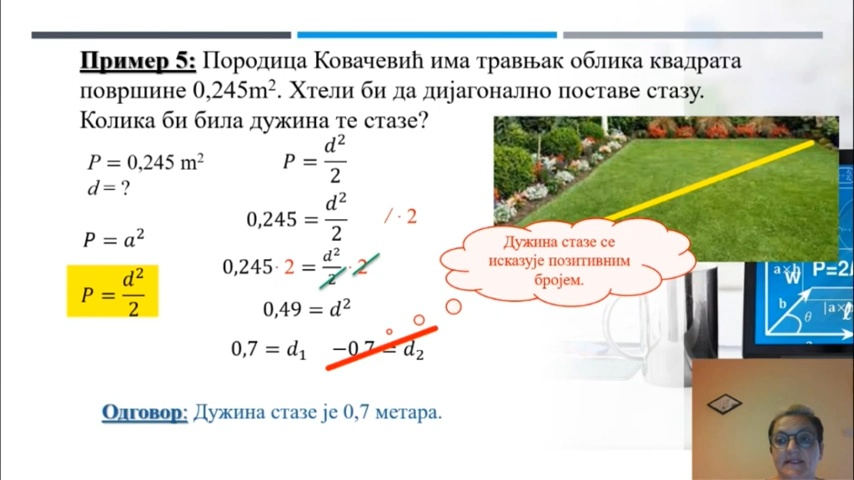 Пример 5: Породица Ковачевић има травњак облика квадрата
површине 0,245m². Хтели би да дијагонално поставе стазу.
Колика би била дужина те стазе?
P = 0,245 m²
d = ?
P = a²
P = d²/2
P = d²/2
0,245 = d²/2 / · 2
0,245 · 2 = d²/2 · 2
0,49 = d²
0,7 = d₁ −0,7 = d₂
Дужина стазе се
исказује позитивним
бројем.
Одговор: Дужина стазе је 0,7 метара.
a×b
W
P=2
b
θ
|a×